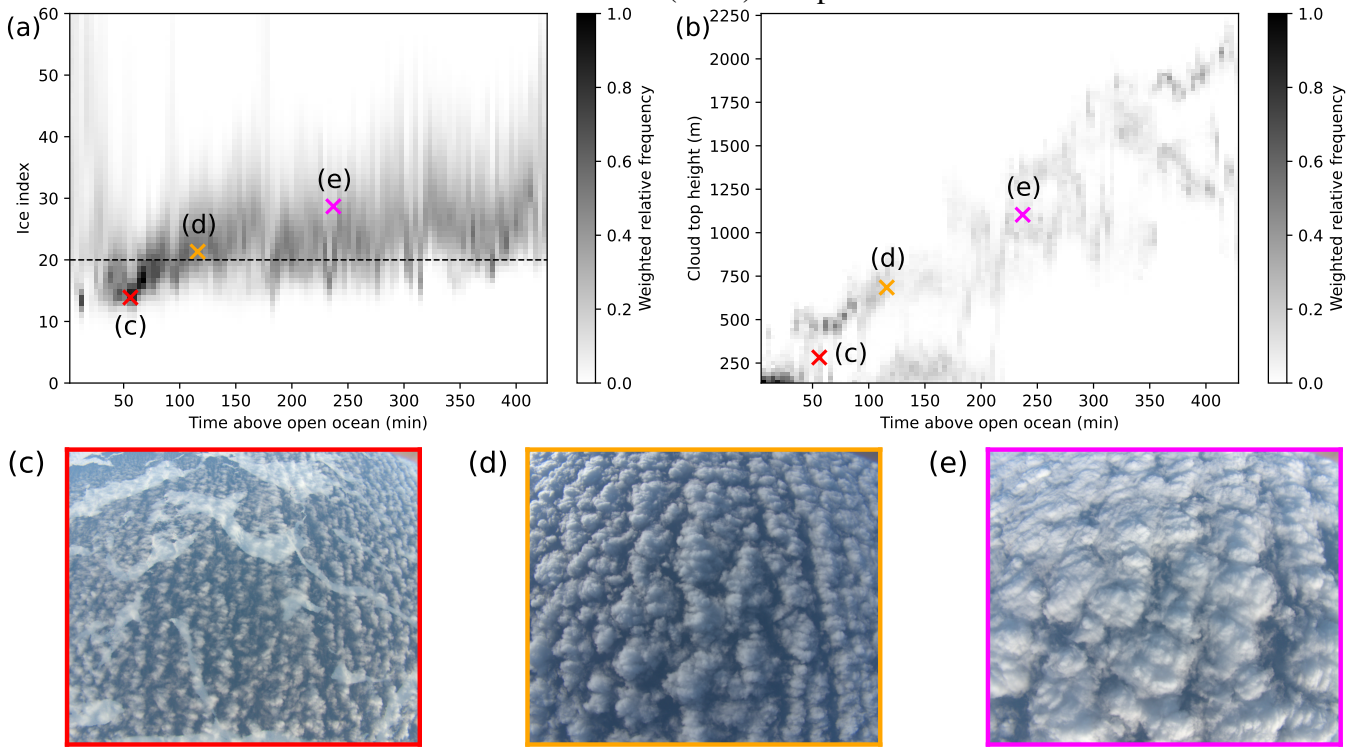 (a)
60
50
40
30
20
10
0
Ice index
50 100 150 200 250 300 350 400
Time above open ocean (min)
(c)
(d)
(e)
1.0
0.8
0.6
0.4
0.2
0.0
Weighted relative frequency
(b)
2250
2000
1750
1500
1250
1000
750
500
250
Cloud top height (m)
50 100 150 200 250 300 350 400
Time above open ocean (min)
(c)
(d)
(e)
1.0
0.8
0.6
0.4
0.2
0.0
Weighted relative frequency
(c)
(d)
(e)